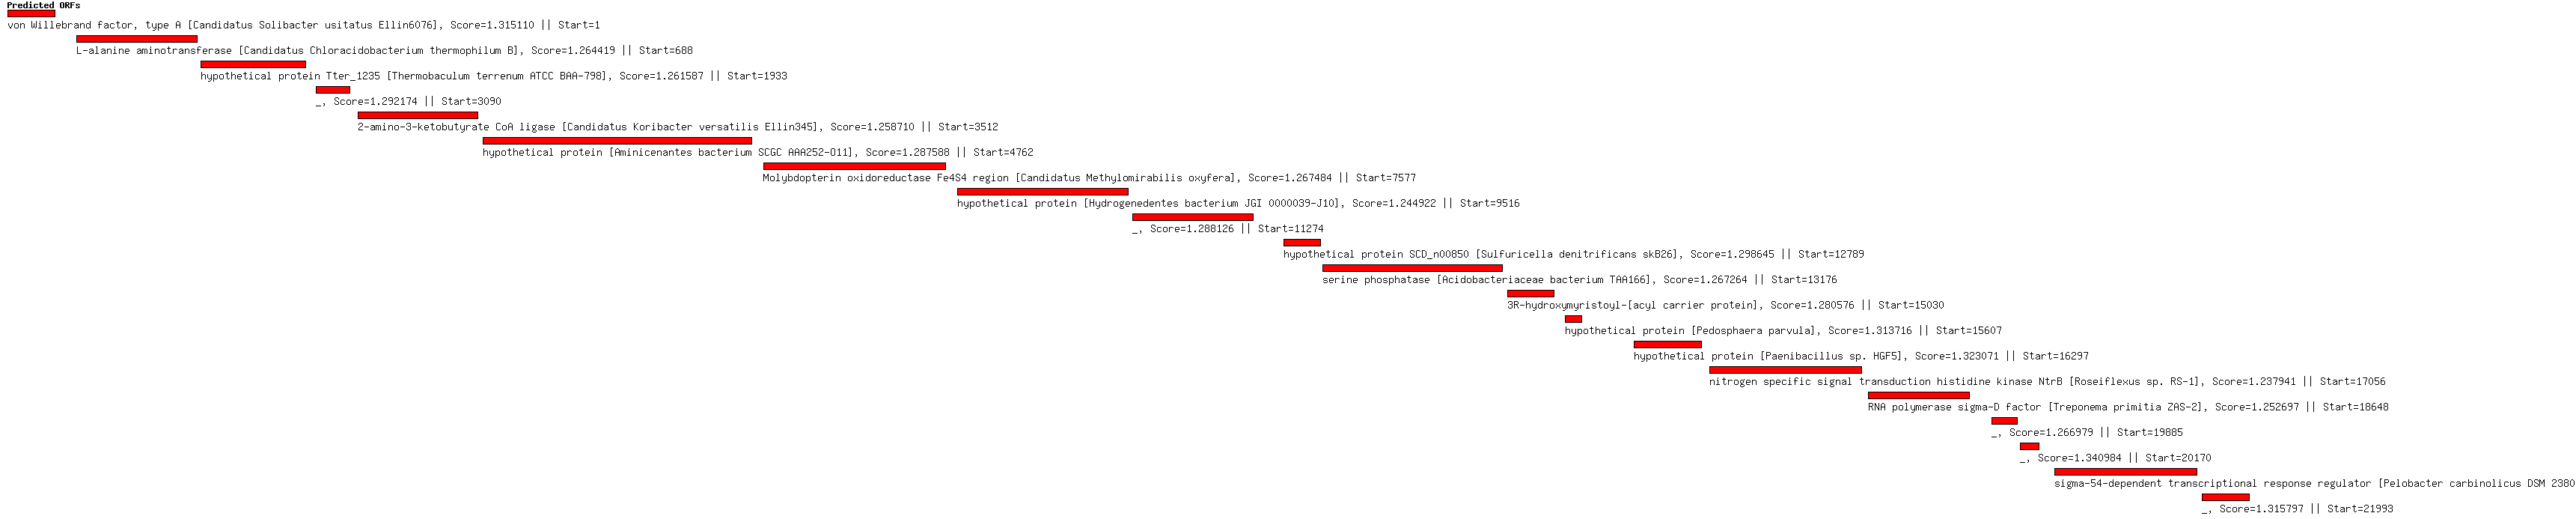 Predicted ORFs
von Willebrand factor, type A [Candidatus Solibacter usitatus Ellin6076], Score=1.315110 || Start=1
L-alanine aminotransferase [Candidatus Chloracidobacterium thermophilum B], Score=1.264419 || Start=688
hypothetical protein Tter_1235 [Thermobaculum terrenum ATCC BAA-798], Score=1.261587 || Start=1933
_, Score=1.292174 || Start=3090
2-amino-3-ketobutyrate CoA ligase [Candidatus Koribacter versatilis Ellin345], Score=1.258710 || Start=3512
hypothetical protein [Aminicenantes bacterium SCGC AAA252-O11], Score=1.287588 || Start=4762
Molybdopterin oxidoreductase Fe4S4 region [Candidatus Methylomirabilis oxyfera], Score=1.267484 || Start=7577
hypothetical protein [Hydrogenedentes bacterium JGI 0000039-J10], Score=1.244922 || Start=9516
_, Score=1.288126 || Start=11274
hypothetical protein SCD_n00850 [Sulfuricella denitrificans skB26], Score=1.298645 || Start=12789
serine phosphatase [Acidobacteriaceae bacterium TAA166], Score=1.267264 || Start=13176
3R-hydroxymyristoyl-[acyl carrier protein], Score=1.280576 || Start=15030
hypothetical protein [Pedosphaera parvula], Score=1.313716 || Start=15607
hypothetical protein [Paenibacillus sp. HGF5], Score=1.323071 || Start=16297
nitrogen specific signal transduction histidine kinase NtrB [Roseiflexus sp. RS-1], Score=1.237941 || Start=17056
RNA polymerase sigma-D factor [Treponema primitia ZAS-2], Score=1.252697 || Start=18648
_, Score=1.266979 || Start=19885
_, Score=1.340984 || Start=20170
sigma-54-dependent transcriptional response regulator [Pelobacter carbinolicus DSM 2380
_, Score=1.315797 || Start=21993